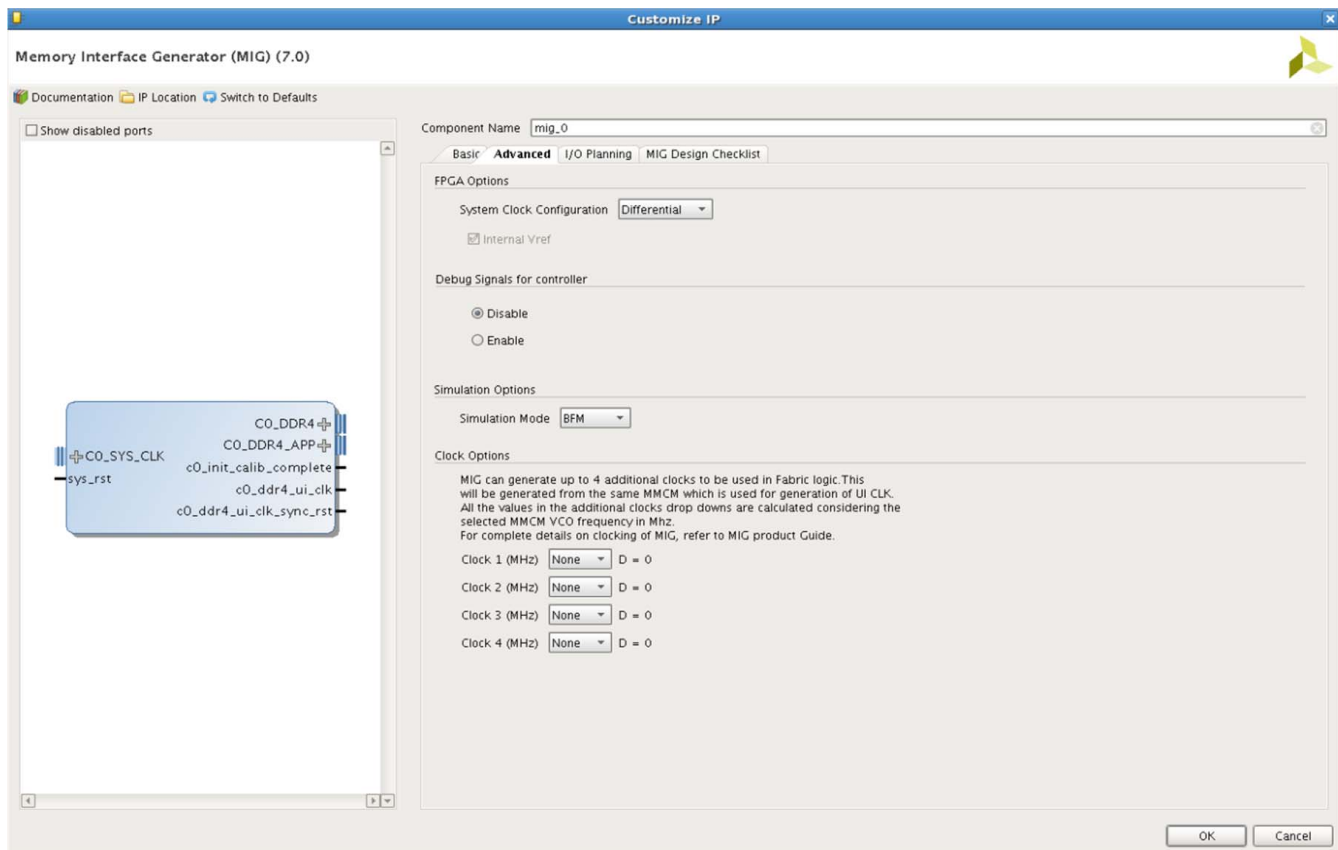 Customize IP
Memory Interface Generator (MIG) (7.0)
Documentation IP Location Switch to Defaults
Show disabled ports
C0_SYS_CLK
sys_rst
C0_DDR4
C0_DDR4_APP
c0_init_calib_complete
c0_ddr4_ui_clk
c0_ddr4_ui_clk_sync_rst
Component Name mig_0
Basic Advanced I/O Planning MIG Design Checklist
FPGA Options
System Clock Configuration Differential
Internal Vref
Debug Signals for controller
Disable
Enable
Simulation Options
Simulation Mode BFM
Clock Options
MIG can generate up to 4 additional clocks to be used in Fabric logic.This
will be generated from the same MMCM which is used for generation of UI CLK.
All the values in the additional clocks drop downs are calculated considering the
selected MMCM VCO frequency in Mhz.
For complete details on clocking of MIG, refer to MIG product Guide.
Clock 1 (MHz) None D = 0
Clock 2 (MHz) None D = 0
Clock 3 (MHz) None D = 0
Clock 4 (MHz) None D = 0
OK Cancel